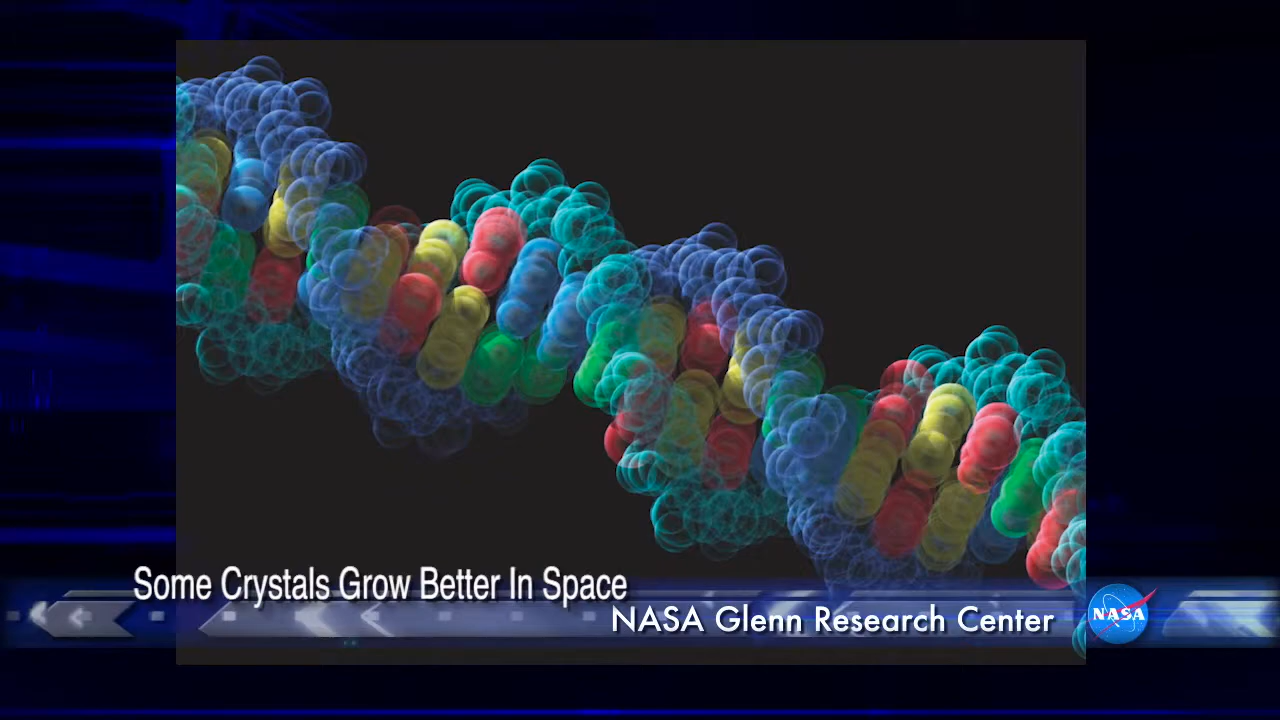 Some Crystals Grow Better In Space
NASA Glenn Research Center
NASA